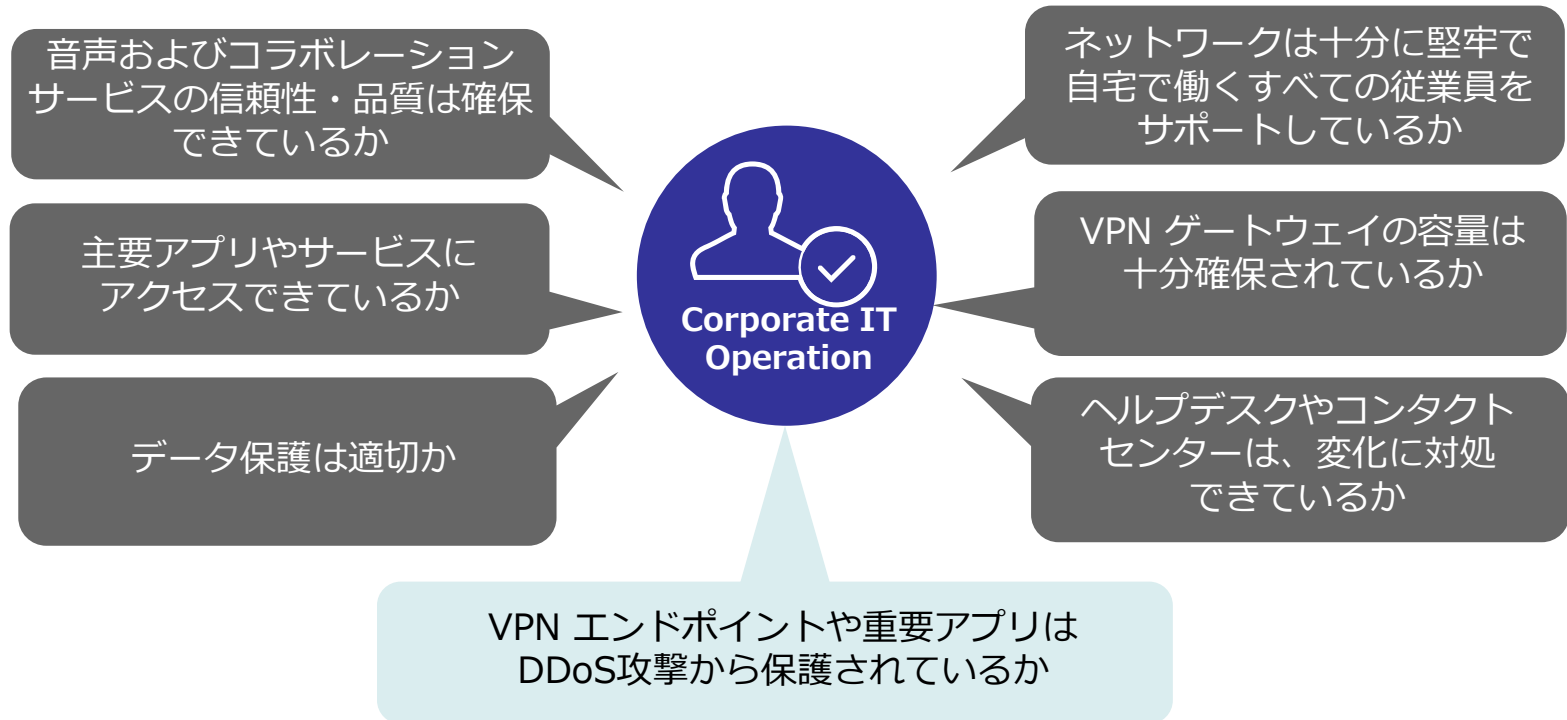 音声およびコラボレーション
サービスの信頼性・品質は確保
できているか
ネットワークは十分に堅牢で
自宅で働くすべての従業員を
サポートしているか
主要アプリやサービスに
アクセスできているか
Corporate IT
Operation
VPN ゲートウェイの容量は
十分確保されているか
データ保護は適切か
ヘルプデスクやコンタクト
センターは、変化に対処
できているか
VPN エンドポイントや重要アプリは
DDoS攻撃から保護されているか